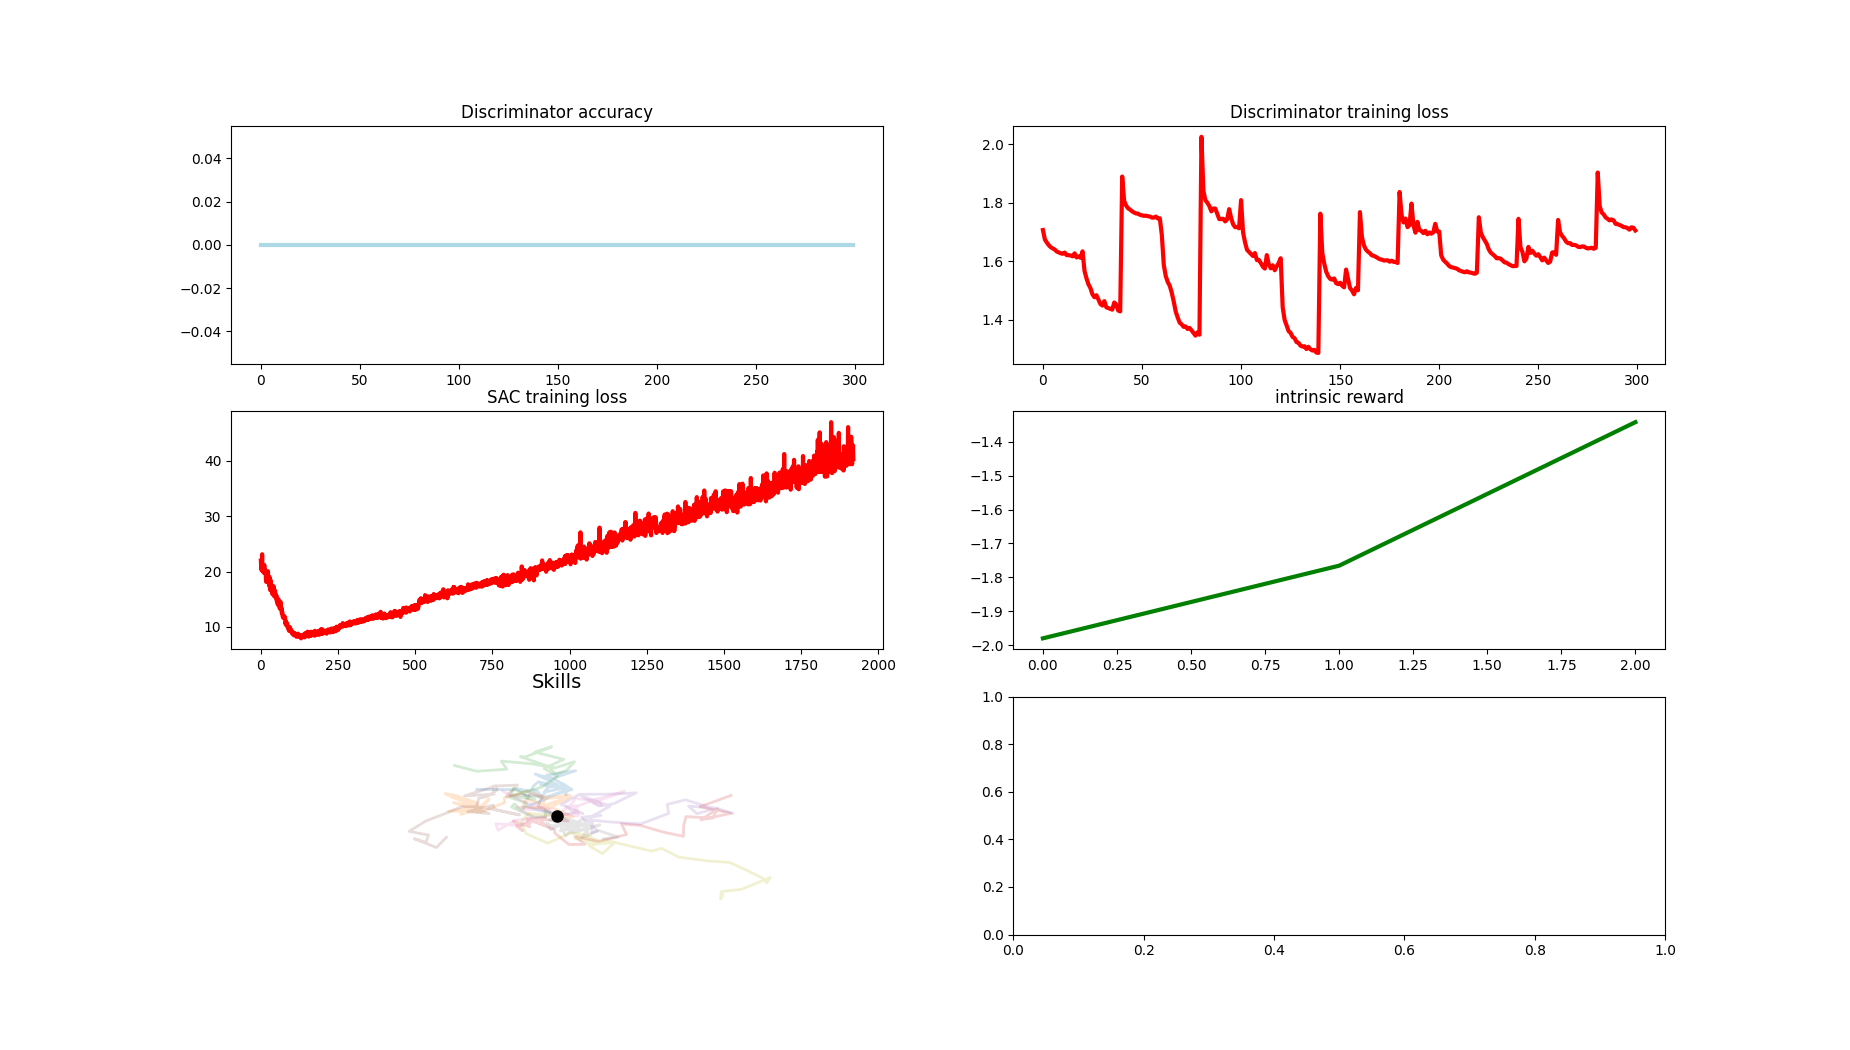 Discriminator accuracy
0.04
0.02
0.00
−0.02
−0.04
0 50 100 150 200 250 300
Discriminator training loss
2.0
1.8
1.6
1.4
0 50 100 150 200 250 300
SAC training loss
40
30
20
10
0 250 500 750 1000 1250 1500 1750 2000
intrinsic reward
−1.4
−1.5
−1.6
−1.7
−1.8
−1.9
−2.0
0.00 0.25 0.50 0.75 1.00 1.25 1.50 1.75 2.00
Skills
1.0
0.8
0.6
0.4
0.2
0.0
0.0 0.2 0.4 0.6 0.8 1.0